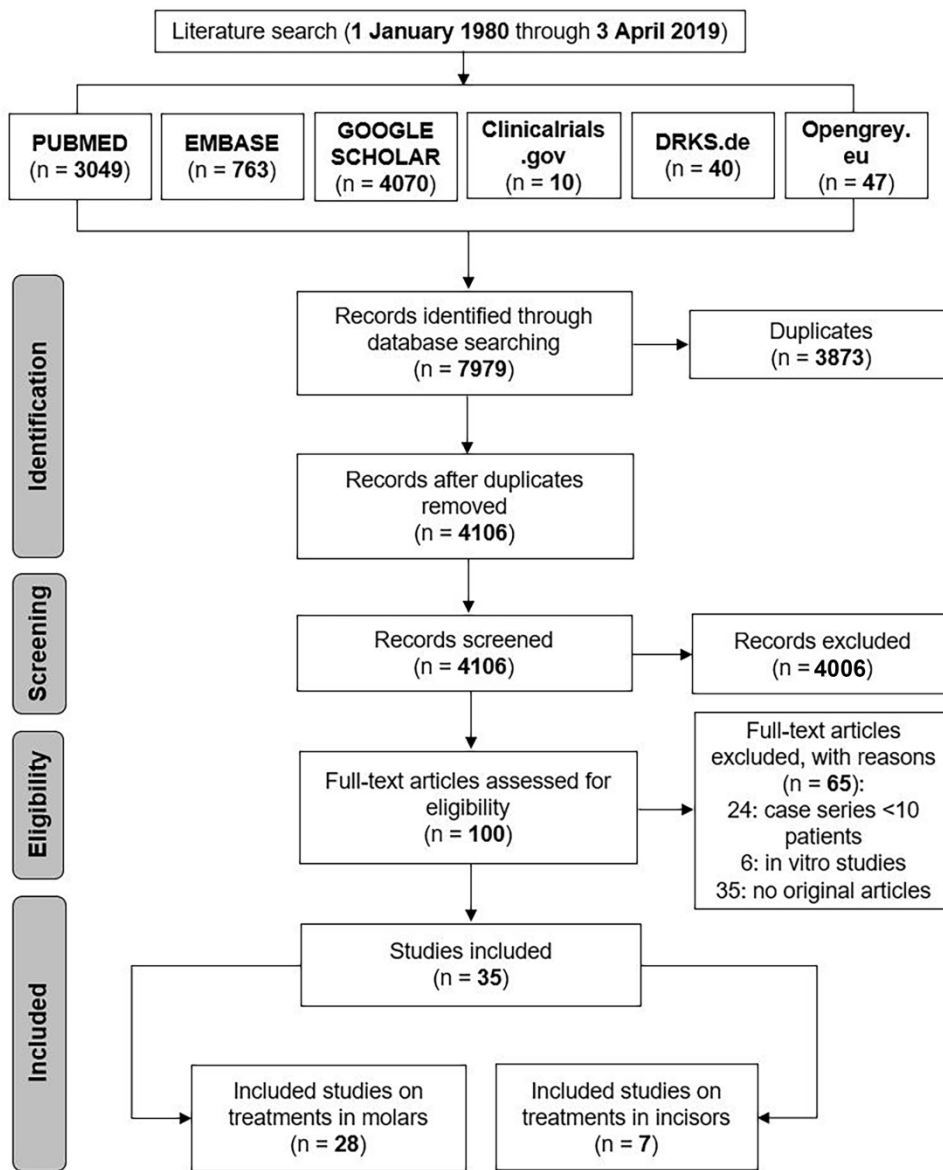 Literature search (1 January 1980 through 3 April 2019)
PUBMED
(n = 3049)
EMBASE
(n = 763)
GOOGLE
SCHOLAR
(n = 4070)
Clinicalrials
.gov
(n = 10)
DRKS.de
(n = 40)
Opengrey.
eu
(n = 47)
Identification
Records identified through
database searching
(n = 7979)
Duplicates
(n = 3873)
Records after duplicates
removed
(n = 4106)
Screening
Records screened
(n = 4106)
Records excluded
(n = 4006)
Eligibility
Full-text articles assessed for
eligibility
(n = 100)
Full-text articles
excluded, with reasons
(n = 65):
24: case series <10
patients
6: in vitro studies
35: no original articles
Included
Studies included
(n = 35)
Included studies on
treatments in molars
(n = 28)
Included studies on
treatments in incisors
(n = 7)